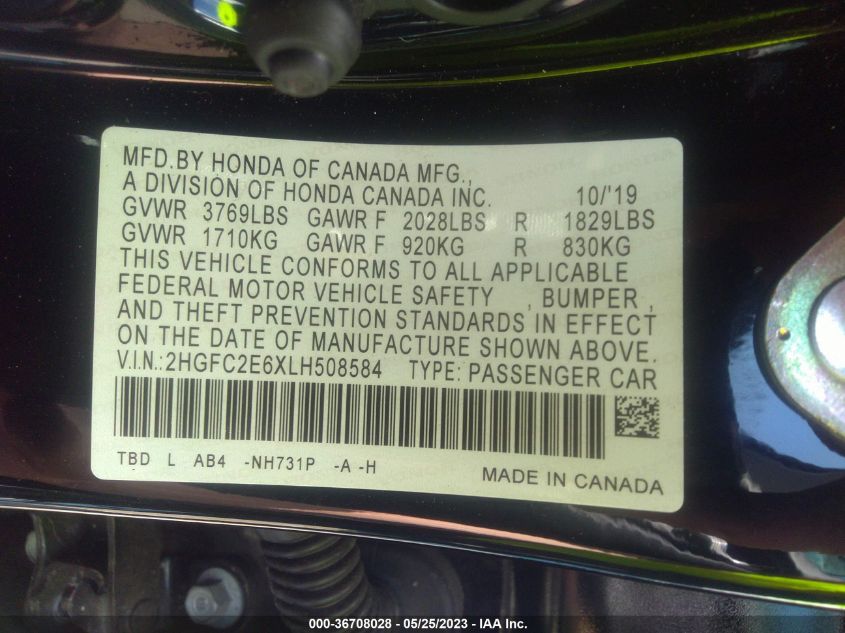 MFD.BY HONDA OF CANADA MFG.,
A DIVISION OF HONDA CANADA INC. 10/'19
GVWR 3769LBS GAWR F 2028LBS R 1829LBS
GVWR 1710KG GAWR F 920KG R 830KG
THIS VEHICLE CONFORMS TO ALL APPLICABLE
FEDERAL MOTOR VEHICLE SAFETY , BUMPER ,
AND THEFT PREVENTION STANDARDS IN EFFECT
ON THE DATE OF MANUFACTURE SHOWN ABOVE.
V.I.N.:2HGFC2E6XLH508584 TYPE: PASSENGER CAR
TBD L AB4 -NH731P -A -H
MADE IN CANADA
000-36708028 - 05/25/2023 - IAA Inc.